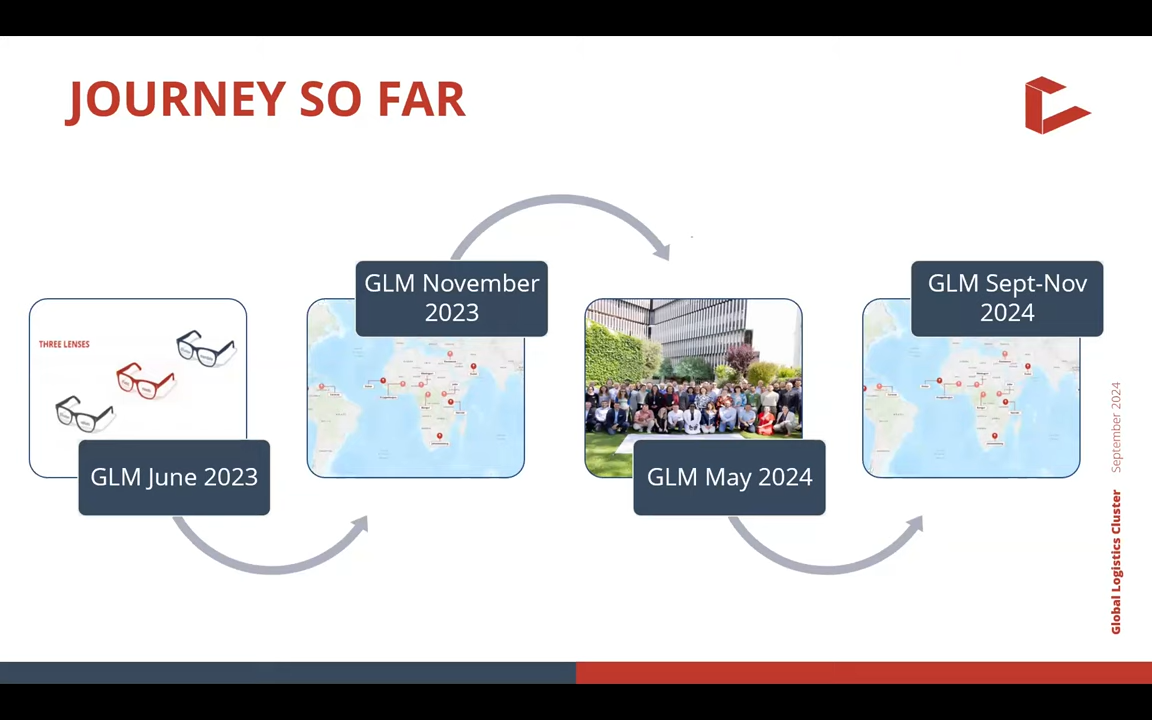 JOURNEY SO FAR
THREE LENSES
GLM June 2023
GLM November
2023
GLM May 2024
GLM Sept-Nov
2024
Global Logistics Cluster September 2024